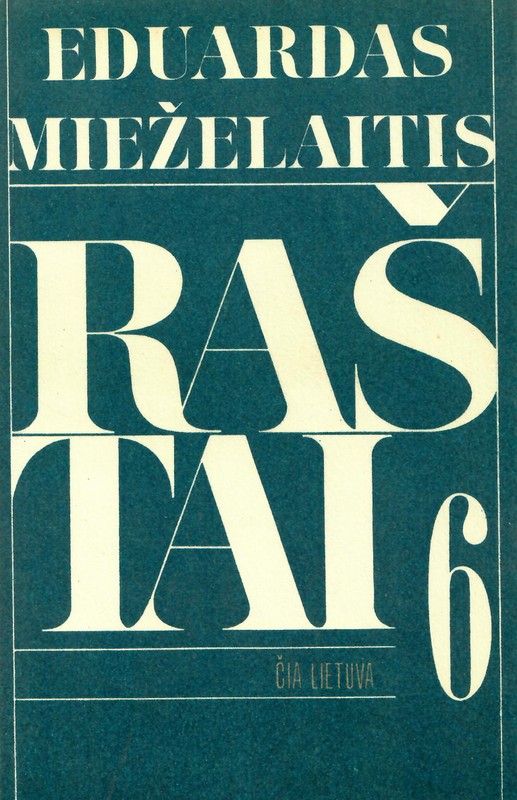 EDUARDAS
MIEŽELAITIS
RAŠ
TAI
6
ČIA LIETUVA